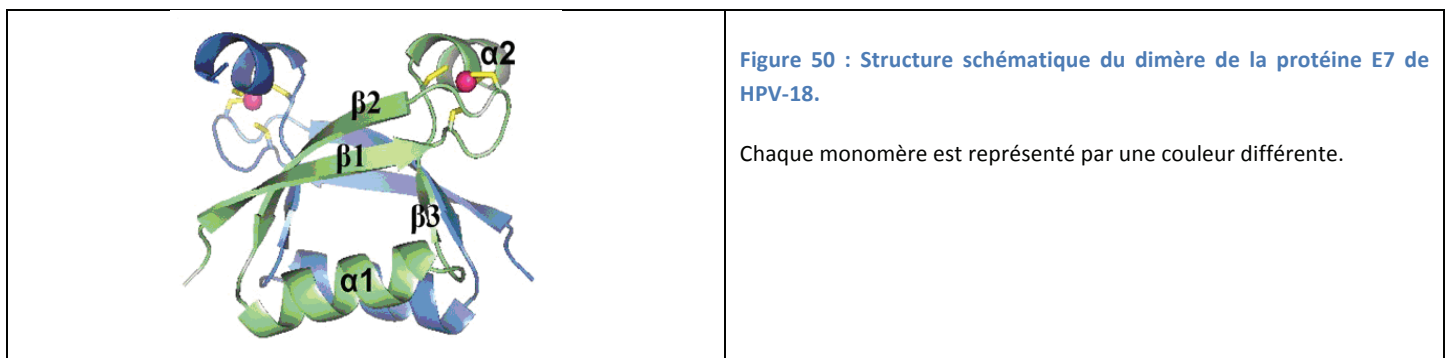 α2
β2
β1
β3
α1
Figure 50 : Structure schématique du dimère de la protéine E7 de
HPV-18.
Chaque monomère est représenté par une couleur différente.